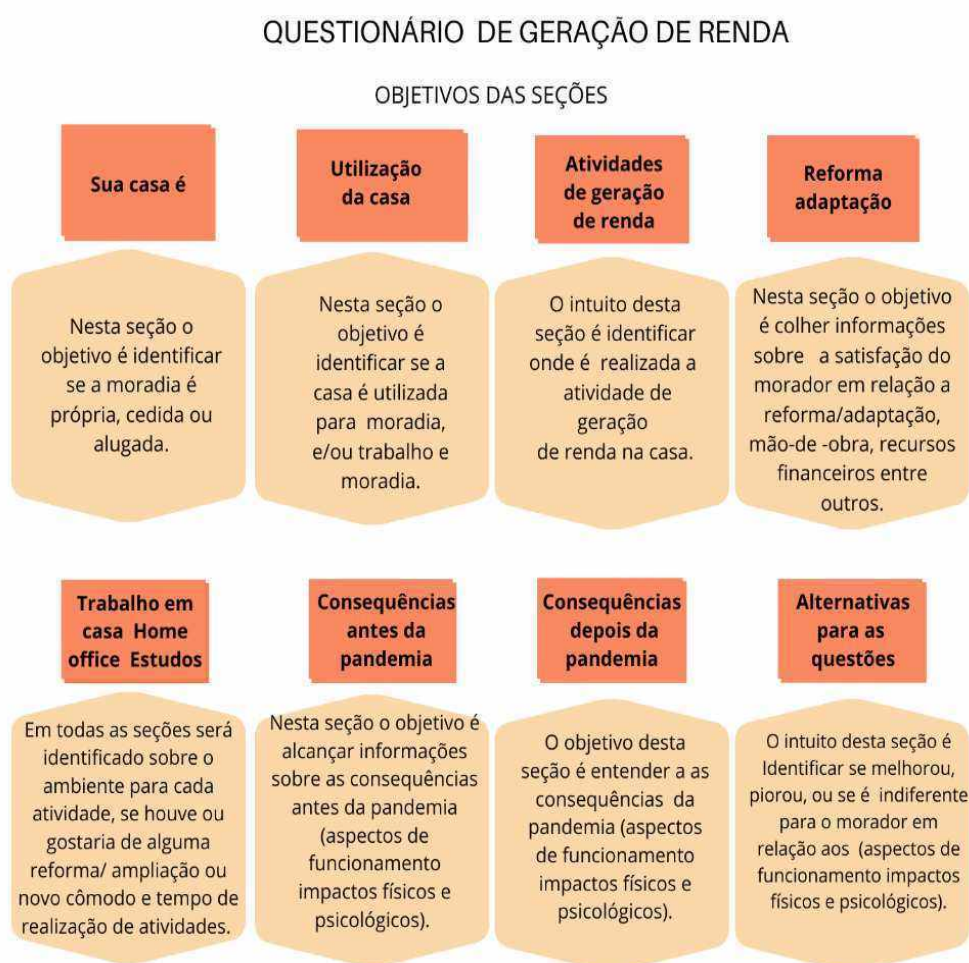 QUESTIONÁRIO DE GERAÇÃO DE RENDA
OBJETIVOS DAS SEÇÕES
Sua casa é
Nesta seção o
objetivo é identificar
se a moradia é
própria, cedida ou
alugada.
Utilização
da casa
Nesta seção o
objetivo é
identificar se a
casa é utilizada
para moradia,
e/ou trabalho e
moradia.
Atividades
de geração
de renda
O intuito desta
seção é identificar
onde é realizada a
atividade de
geração
de renda na casa.
Reforma
adaptação
Nesta seção o objetivo
é colher informações
sobre a satisfação do
morador em relação a
reforma/adaptação,
mão-de -obra, recursos
financeiros entre
outros.
Trabalho em
casa Home
office Estudos
Em todas as seções será
identificado sobre o
ambiente para cada
atividade, se houve ou
gostaria de alguma
reforma/ ampliação ou
novo cômodo e tempo de
realização de atividades.
Consequências
antes da
pandemia
Nesta seção o objetivo é
alcançar informações
sobre as consequências
antes da pandemia
(aspectos de
funcionamento
impactos físicos e
psicológicos).
Consequências
depois da
pandemia
O objetivo desta
seção é entender a as
consequências da
pandemia (aspectos
de funcionamento
impactos físicos e
psicológicos).
Alternativas
para as
questões
O intuito desta seção é
Identificar se melhorou,
piorou, ou se é indiferente
para o morador em
relação aos (aspectos de
funcionamento impactos
físicos e psicológicos).